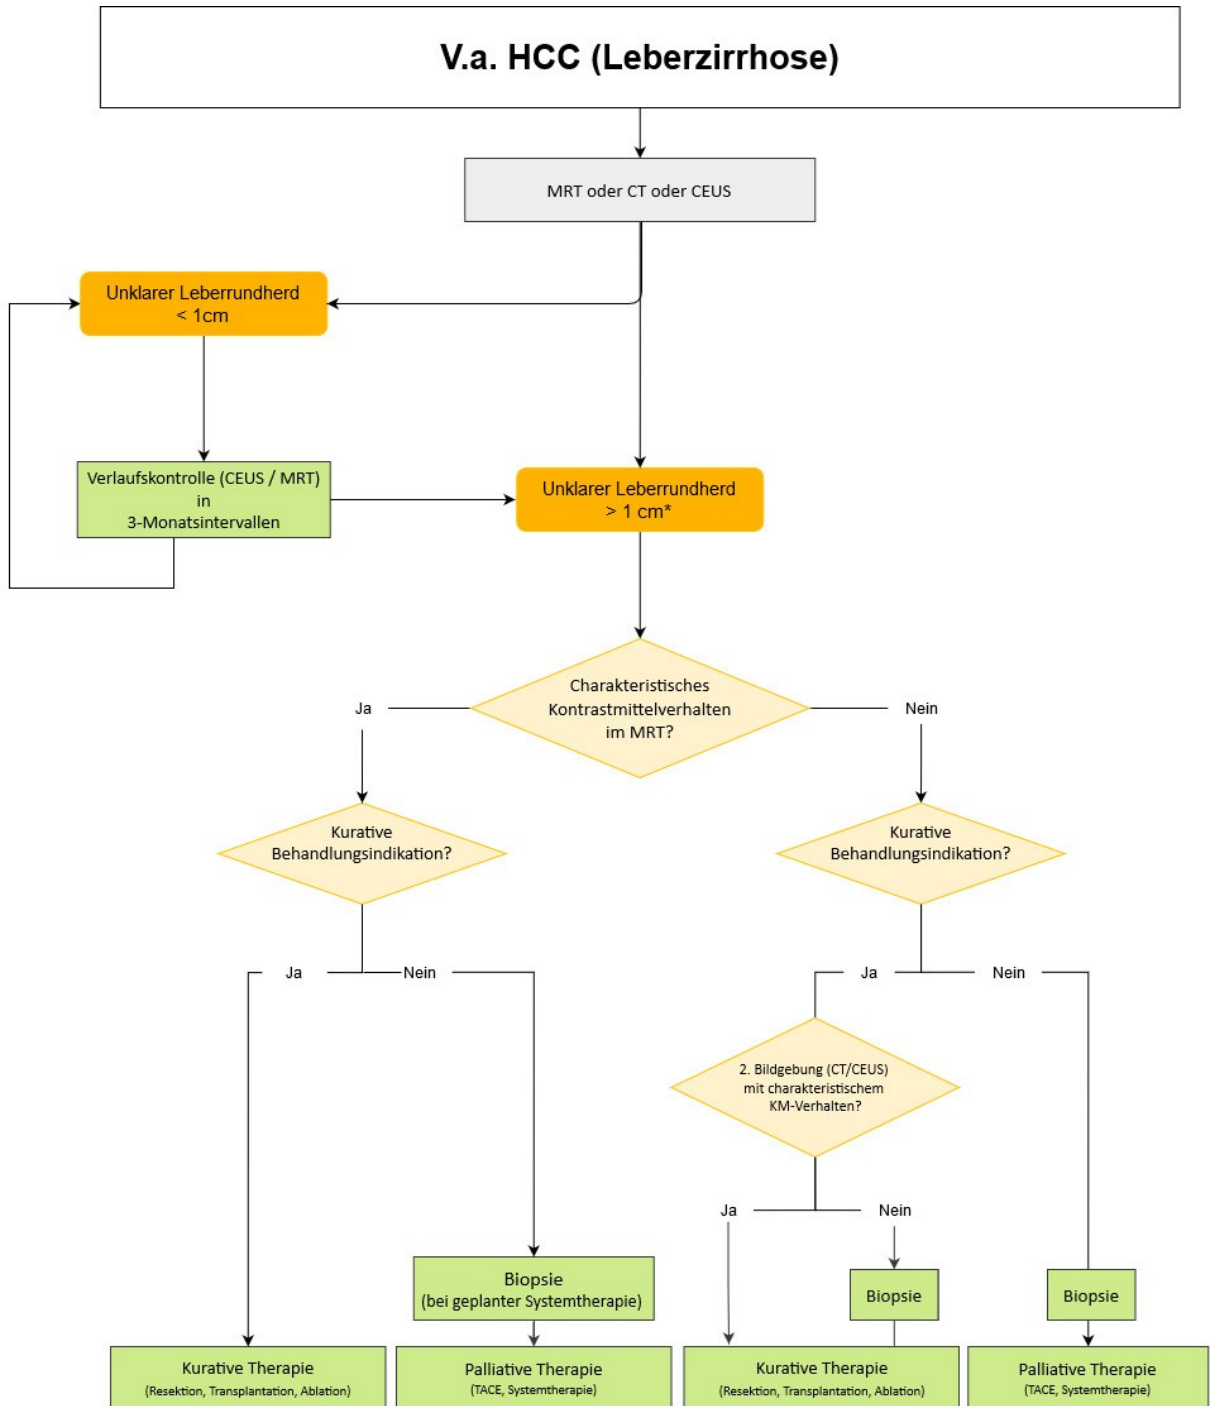 V.a. HCC (Leberzirrhose)
MRT oder CT oder CEUS
Unklarer Leberrundherd
< 1cm
Verlaufskontrolle (CEUS / MRT)
in
3-Monatsintervallen
Unklarer Leberrundherd
> 1 cm*
Charakteristisches
Kontrastmittelverhalten
im MRT?
Ja
Nein
Kurative
Behandlungsindikation?
Kurative
Behandlungsindikation?
Ja
Nein
Ja
Nein
2. Bildgebung (CT/CEUS)
mit charakteristischem
KM-Verhalten?
Ja
Nein
Biopsie
(bei geplanter Systemtherapie)
Biopsie
Biopsie
Kurative Therapie
(Resektion, Transplantation, Ablation)
Palliative Therapie
(TACE, Systemtherapie)
Kurative Therapie
(Resektion, Transplantation, Ablation)
Palliative Therapie
(TACE, Systemtherapie)